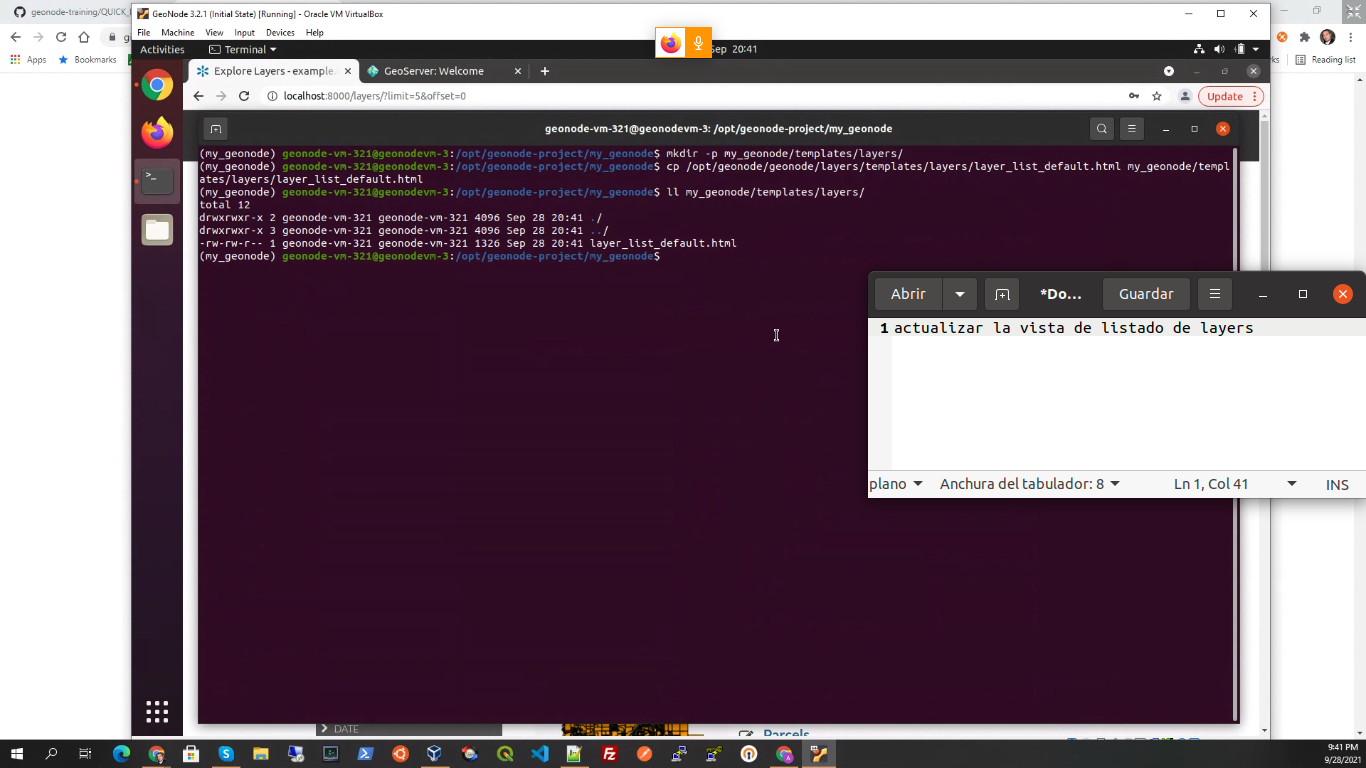 geonode-training/QUICK_
GeoNode 3.2.1 (Initial State) [Running] - Oracle VM VirtualBox
File Machine View Input Devices Help
Activities Terminal Sep 20:41
Apps Bookmarks
Explore Layers - example. GeoServer: Welcome
Reading list
localhost:8000/layers/?limit=5&offset=0 Update
geonode-vm-321@geonodevm-3: /opt/geonode-project/my_geonode
(my_geonode) geonode-vm-321@geonodevm-3:/opt/geonode-project/my_geonode$ mkdir -p my_geonode/templates/layers/
(my_geonode) geonode-vm-321@geonodevm-3:/opt/geonode-project/my_geonode$ cp /opt/geonode/geonode/layers/templates/layers/layer_list_default.html my_geonode/templ
ates/layers/layer_list_default.html
(my_geonode) geonode-vm-321@geonodevm-3:/opt/geonode-project/my_geonode$ ll my_geonode/templates/layers/
total 12
drwxrwxr-x 2 geonode-vm-321 geonode-vm-321 4096 Sep 28 20:41 ./
drwxrwxr-x 3 geonode-vm-321 geonode-vm-321 4096 Sep 28 20:41 ../
-rw-rw-r-- 1 geonode-vm-321 geonode-vm-321 1326 Sep 28 20:41 layer_list_default.html
(my_geonode) geonode-vm-321@geonodevm-3:/opt/geonode-project/my_geonode$
Abrir *Do... Guardar
1 actualizar la vista de listado de layers
plano Anchura del tabulador: 8 Ln 1, Col 41 INS
DATE
Parcels
9:41 PM
9/28/2021